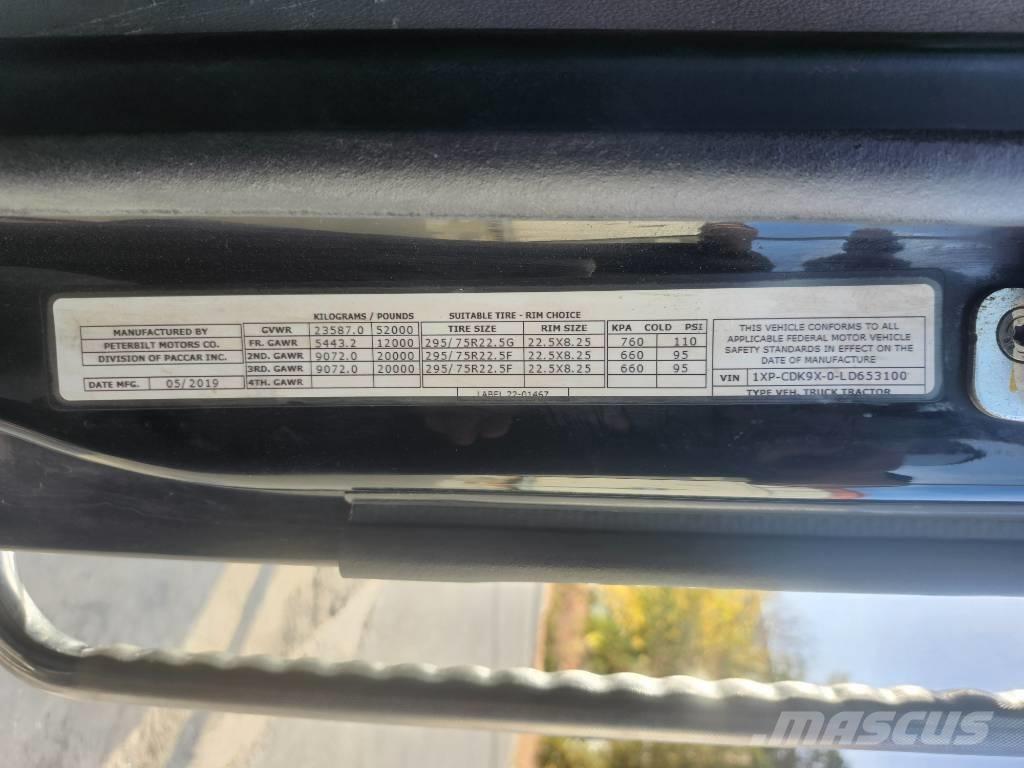 KILOGRAMS / POUNDS SUITABLE TIRE - RIM CHOICE
MANUFACTURED BY
PETERBILT MOTORS CO.
DIVISION OF PACCAR INC.
DATE MFG. 05/2019
GVWR 23587.0 52000 TIRE SIZE RIM SIZE KPA COLD PSI
FR. GAWR 5443.2 12000 295/75R22.5G 22.5X8.25 760 110
2ND. GAWR 9072.0 20000 295/75R22.5F 22.5X8.25 660 95
3RD. GAWR 9072.0 20000 295/75R22.5F 22.5X8.25 660 95
4TH. GAWR
LABEL 22-01467
THIS VEHICLE CONFORMS TO ALL
APPLICABLE FEDERAL MOTOR VEHICLE
SAFETY STANDARDS IN EFFECT ON THE
DATE OF MANUFACTURE
VIN 1XP-CDK9X-0-LD653100
TYPE VEH. TRUCK TRACTOR
MASCUS